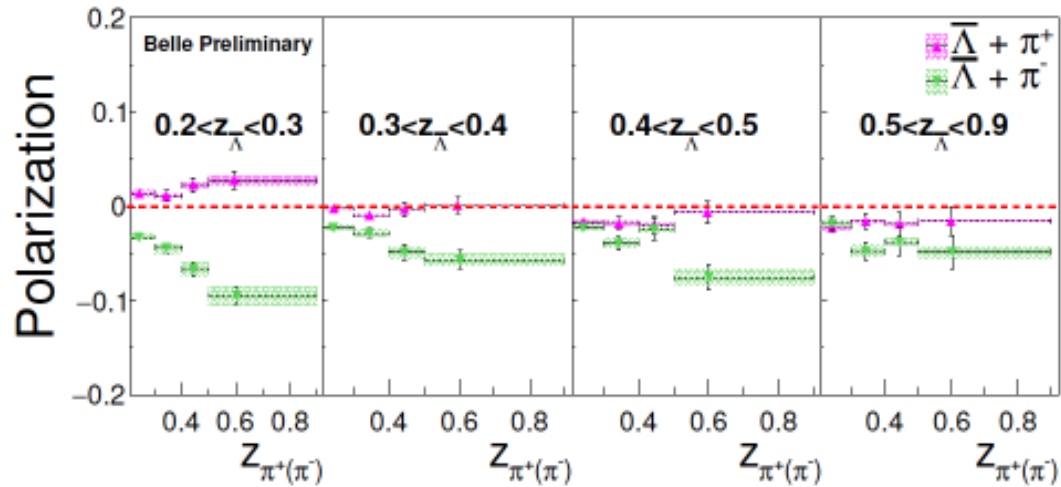 Belle Preliminary
Λ̅ + π⁺
Λ̅ + π⁻
0.2<z_Λ̅<0.3
0.3<z_Λ̅<0.4
0.4<z_Λ̅<0.5
0.5<z_Λ̅<0.9
Polarization
0.2
0.1
0
−0.1
−0.2
0.4 0.6 0.8 0.4 0.6 0.8 0.4 0.6 0.8 0.4 0.6 0.8
z_π⁺(π⁻) z_π⁺(π⁻) z_π⁺(π⁻) z_π⁺(π⁻)